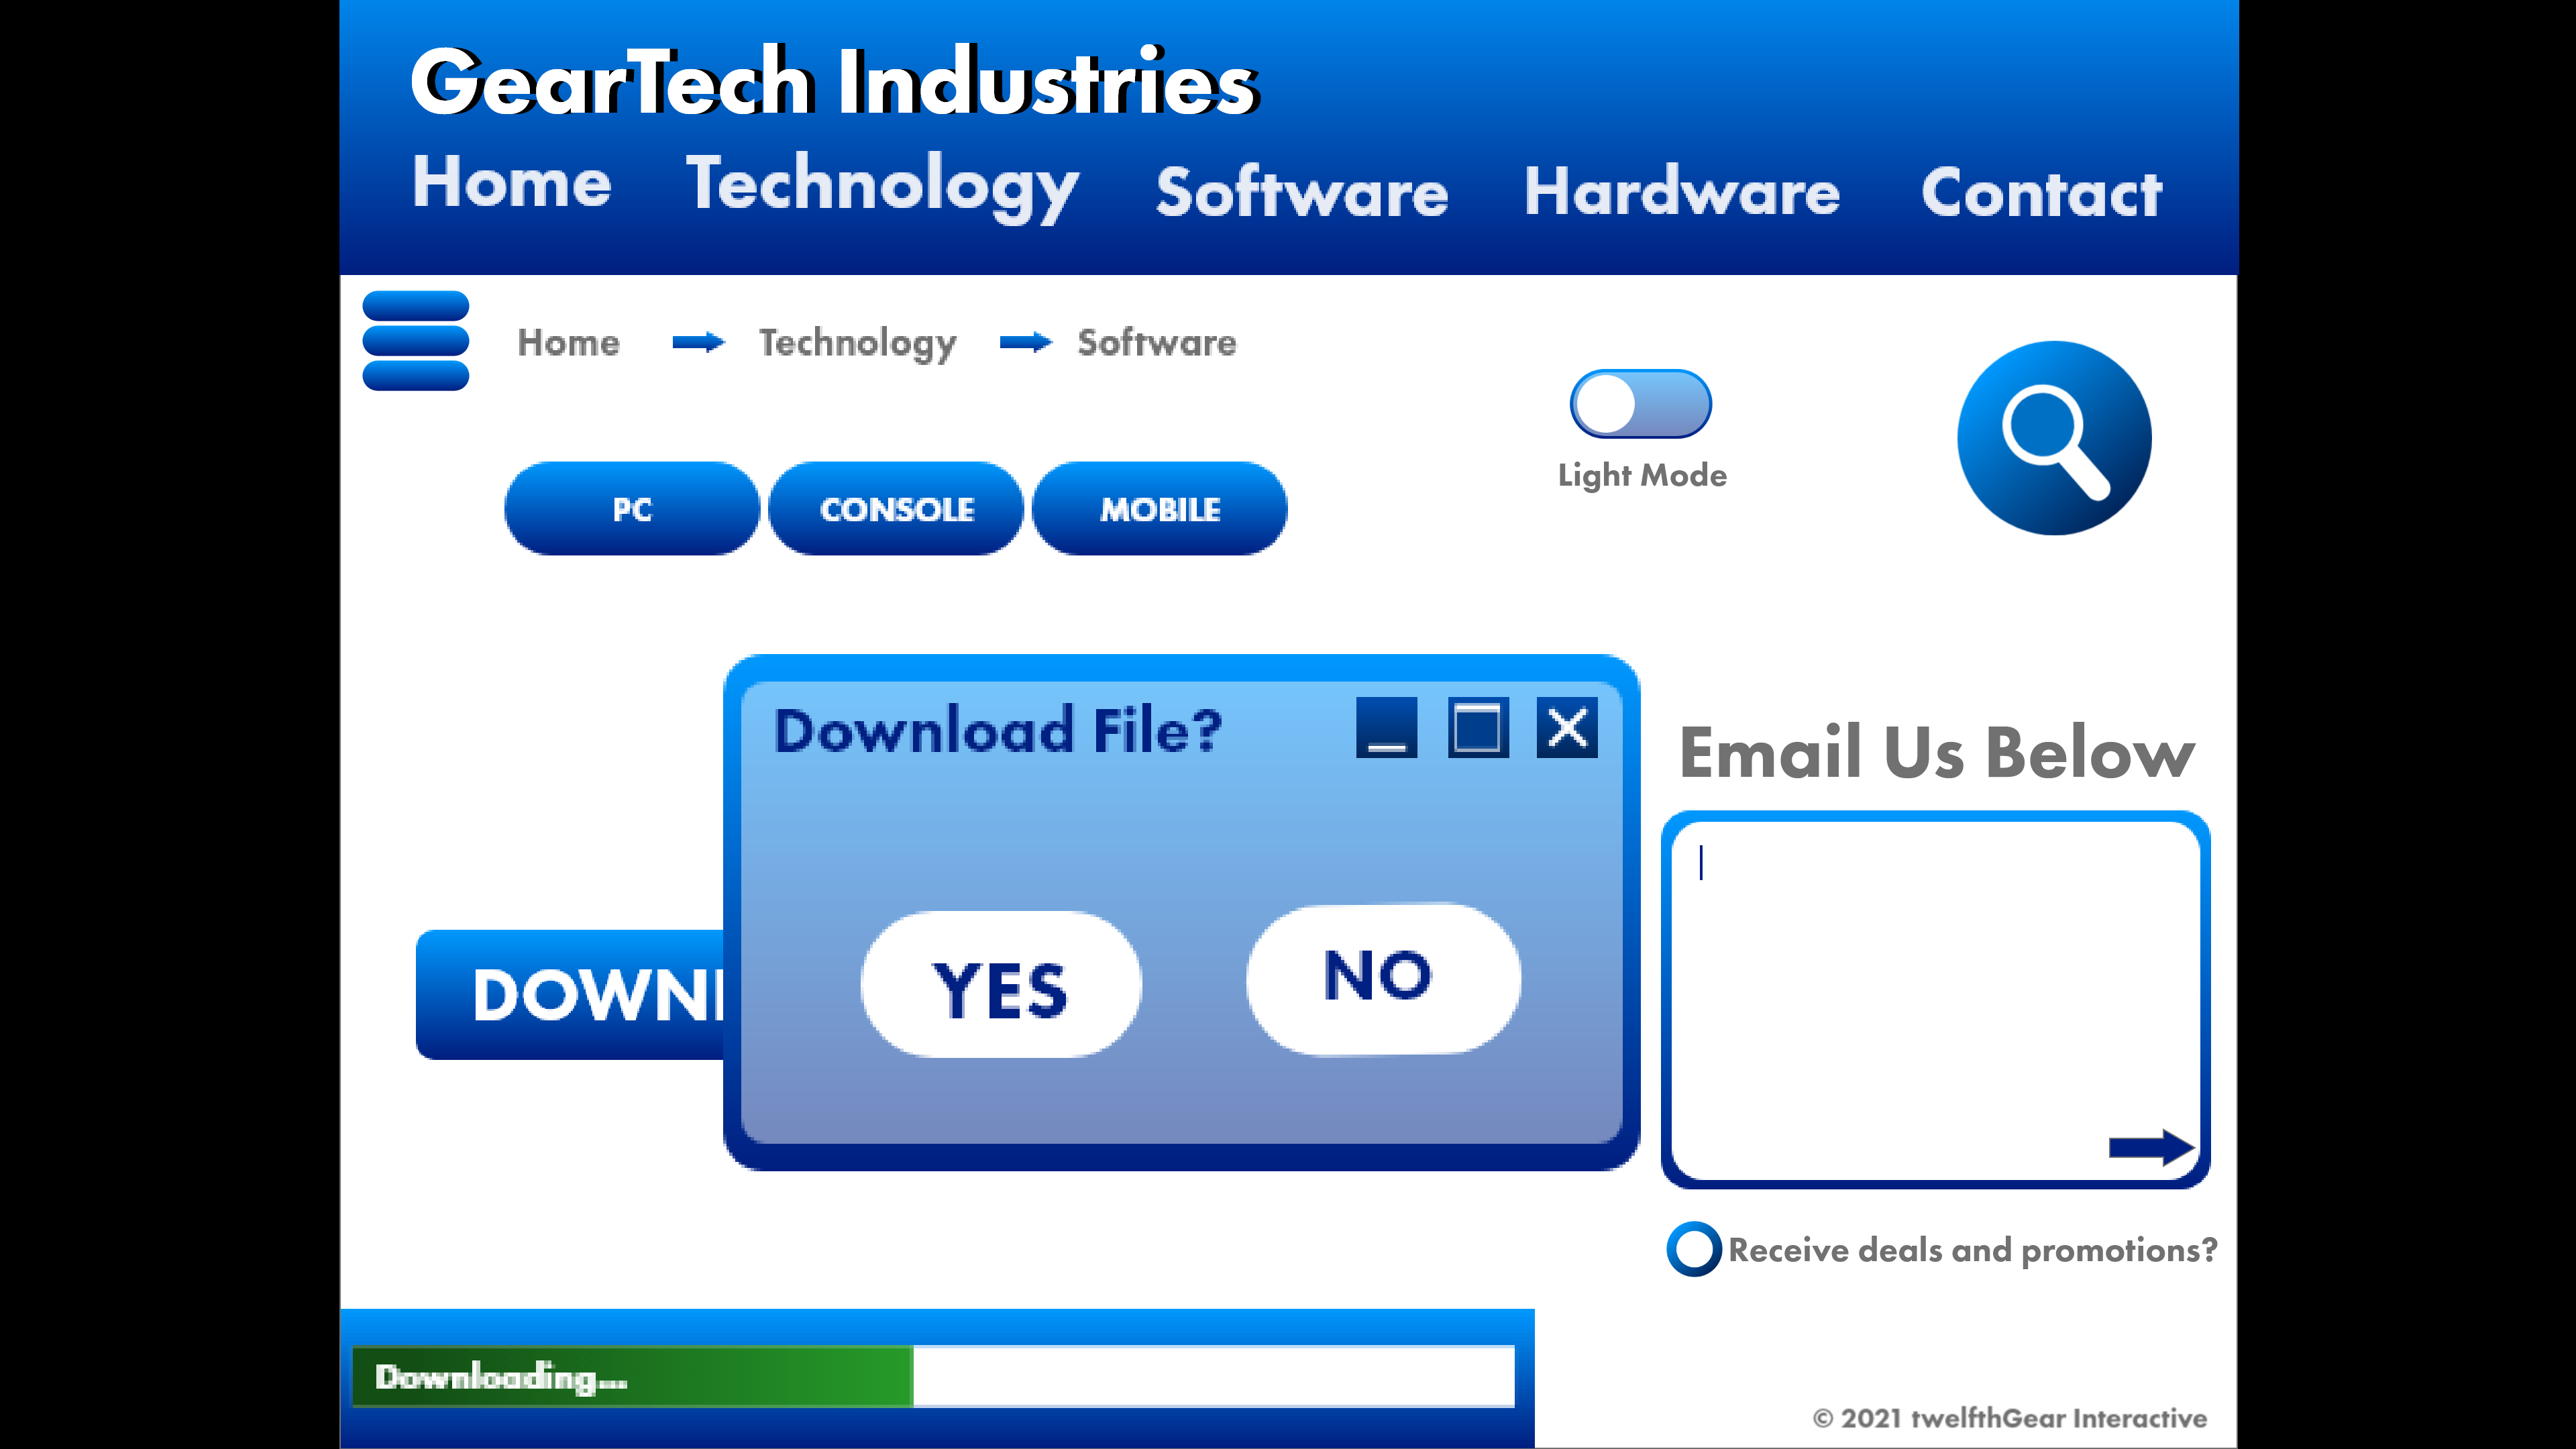 GearTech Industries
Home Technology Software Hardware Contact
Home Technology Software
Light Mode
PC CONSOLE MOBILE
Download File?
Email Us Below
YES NO
DOWN
Receive deals and promotions?
Downloading...
© 2021 twelfthGear Interactive